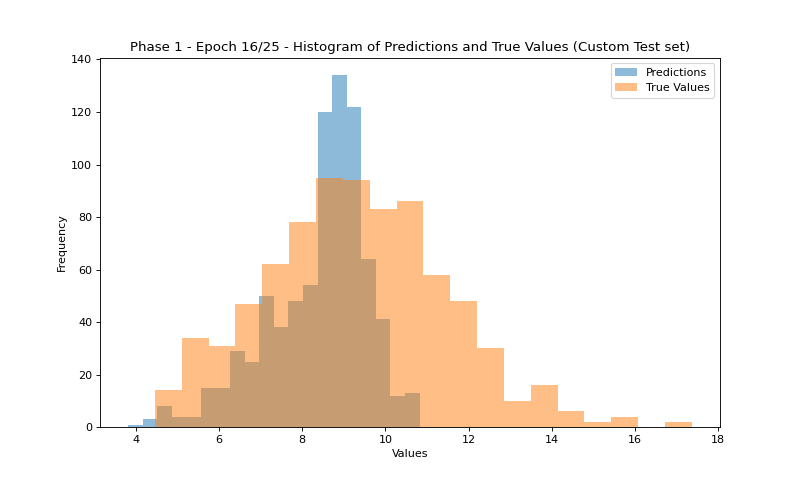 Phase 1 - Epoch 16/25 - Histogram of Predictions and True Values (Custom Test set)
Predictions
True Values
140
120
100
80
60
40
20
0
Frequency
4 6 8 10 12 14 16 18
Values